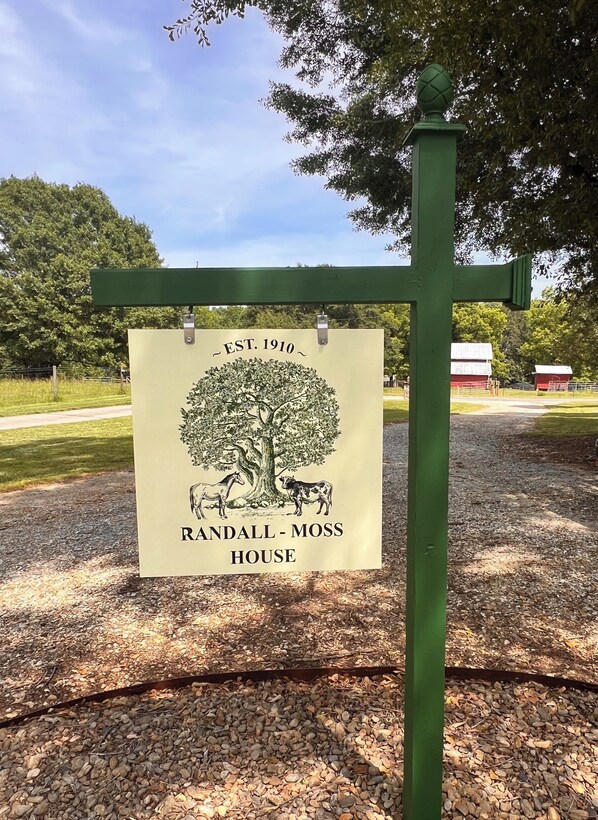 ~ EST. 1910 ~
RANDALL - MOSS
HOUSE